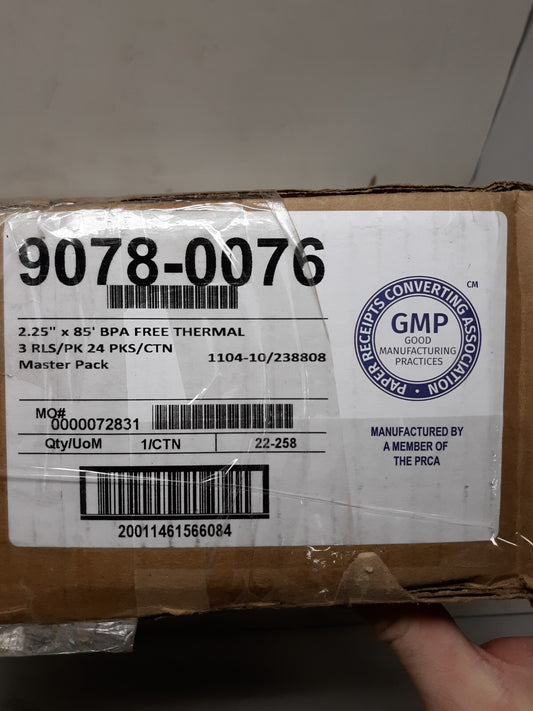 9078-0076
2.25" x 85' BPA FREE THERMAL
3 RLS/PK 24 PKS/CTN
1104-10/238808
Master Pack
MO#
0000072831
Qty/UoM 1/CTN 22-258
20011461566084
PAPER RECEIPTS CONVERTING ASSOCIATION
CM
GMP
GOOD
MANUFACTURING
PRACTICES
MANUFACTURED BY
A MEMBER OF
THE PRCA